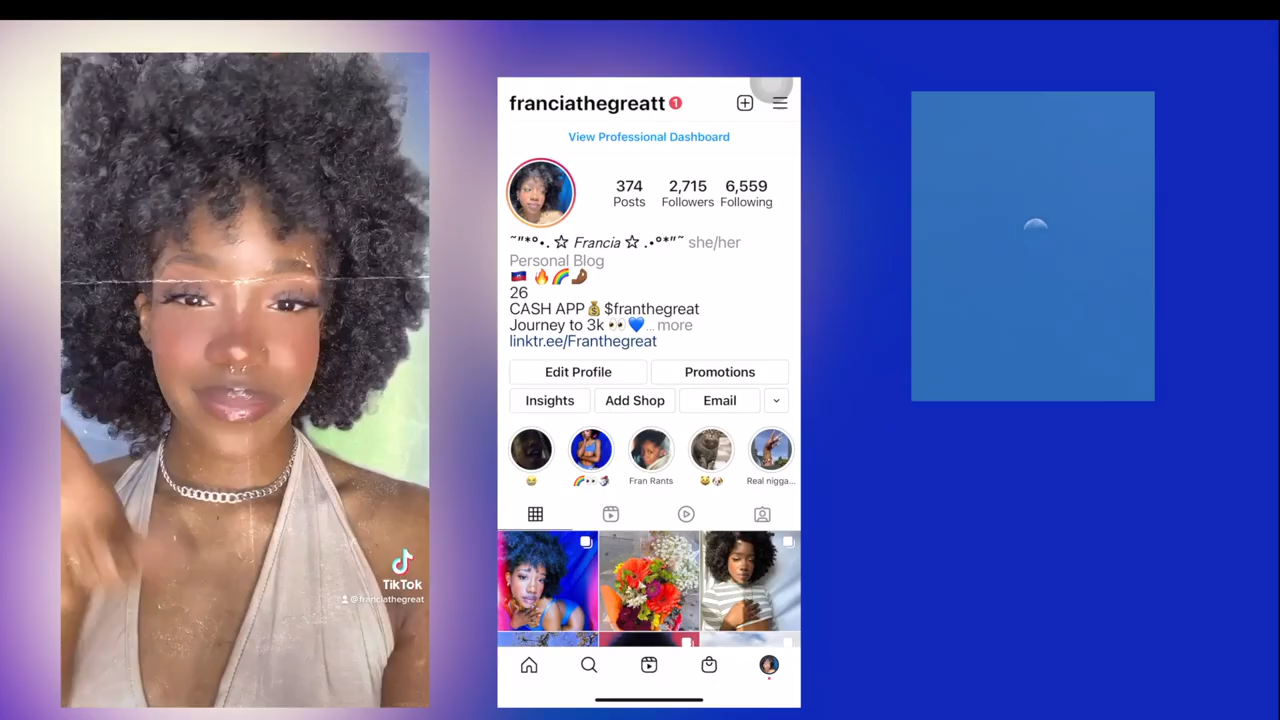 TikTok
@franciathegreat
franciathegreatt 1
View Professional Dashboard
374 2,715 6,559
Posts Followers Following
˜”*°•. ☆ Francia ☆ .•°*”˜ she/her
Personal Blog
🇭🇹 🔥🌈🤌🏾
26
CASH APP💰$franthegreat
Journey to 3k 👀💙... more
linktr.ee/Franthegreat
Edit Profile Promotions
Insights Add Shop Email
Fran Rants Real nigga...